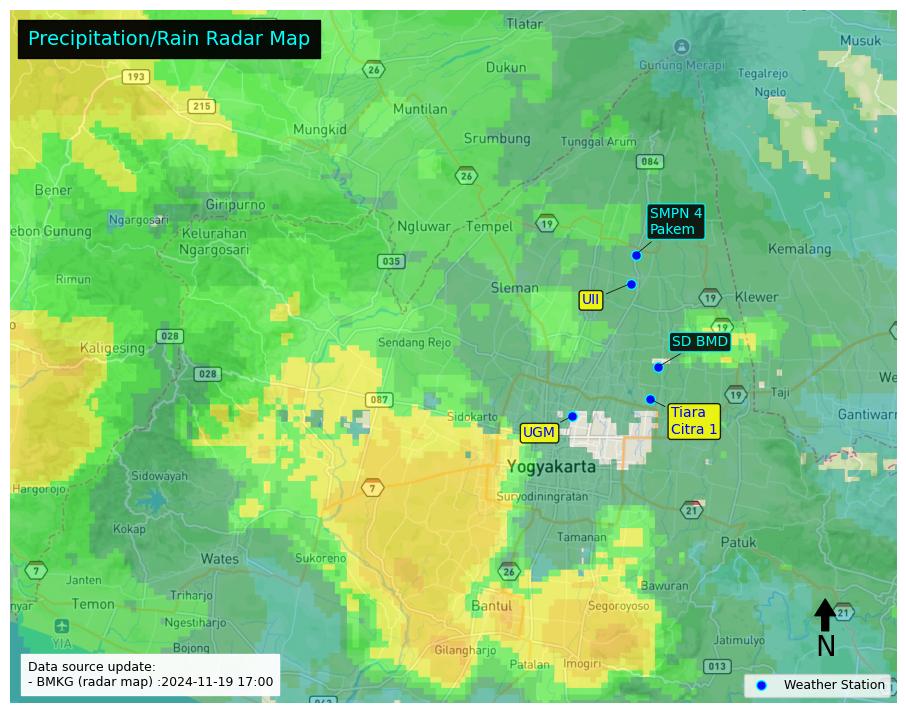 Precipitation/Rain Radar Map
Tlatar
Musuk
Gunung Merapi
26
Dukun
Tegalrejo
193
Ngelo
215
Muntilan
Mungkid
Srumbung
Tunggal Arum
084
26
Bener
Giripurno
SMPN 4
Pakem
Ngargosari
19
Ngluwar
Tempel
ebon Gunung
Kelurahan
Ngargosari
Kemalang
035
Rimun
Sleman
UII
19
Klewer
19
028
Sendang Rejo
SD BMD
Kaligesing
028
Taji
087
19
Tiara
Citra 1
Sidokarto
Gantiwarn
UGM
Yogyakarta
Sidowayah
Hargorojo
7
Suryodiningratan
21
Kokap
Tamanan
Patuk
Wates
Sukoreno
7
26
Janten
Bawuran
Triharjo
Temon
Bantul
Segoroyoso
nyar
21
Ngestiharjo
YIA
Jatimulyo
N
Bojong
Gilangharjo
Patalan
Imogiri
013
Data source update:
- BMKG (radar map) :2024-11-19 17:00
Weather Station